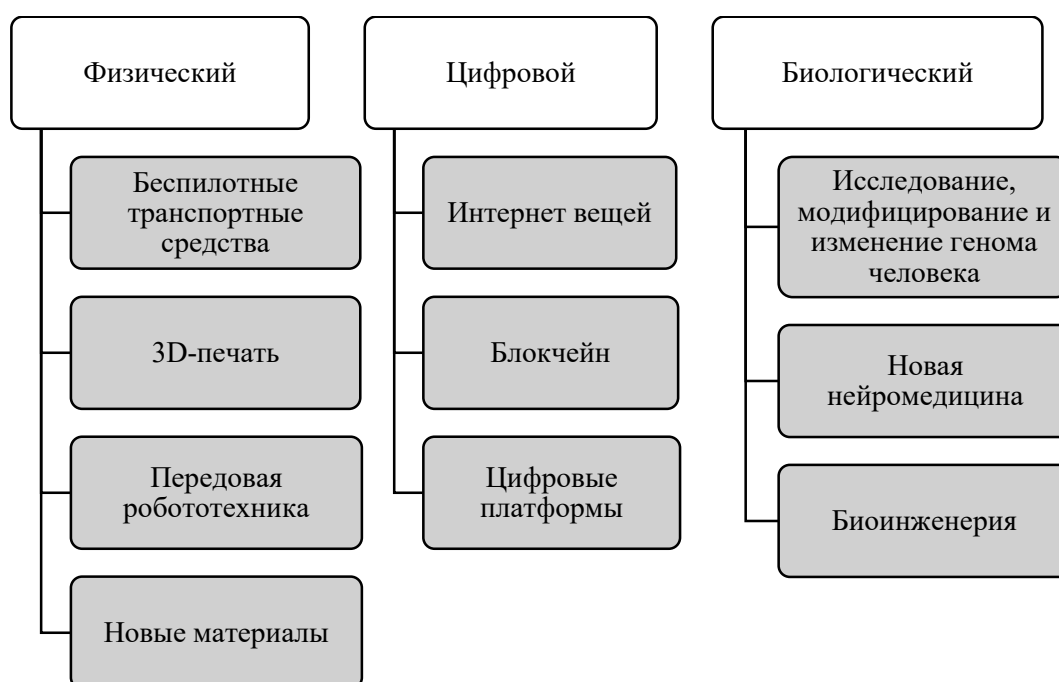 Физический
Беспилотные
транспортные
средства
3D-печать
Передовая
робототехника
Новые материалы
Цифровой
Интернет вещей
Блокчейн
Цифровые
платформы
Биологический
Исследование,
модифицирование и
изменение генома
человека
Новая
нейромедицина
Биоинженерия